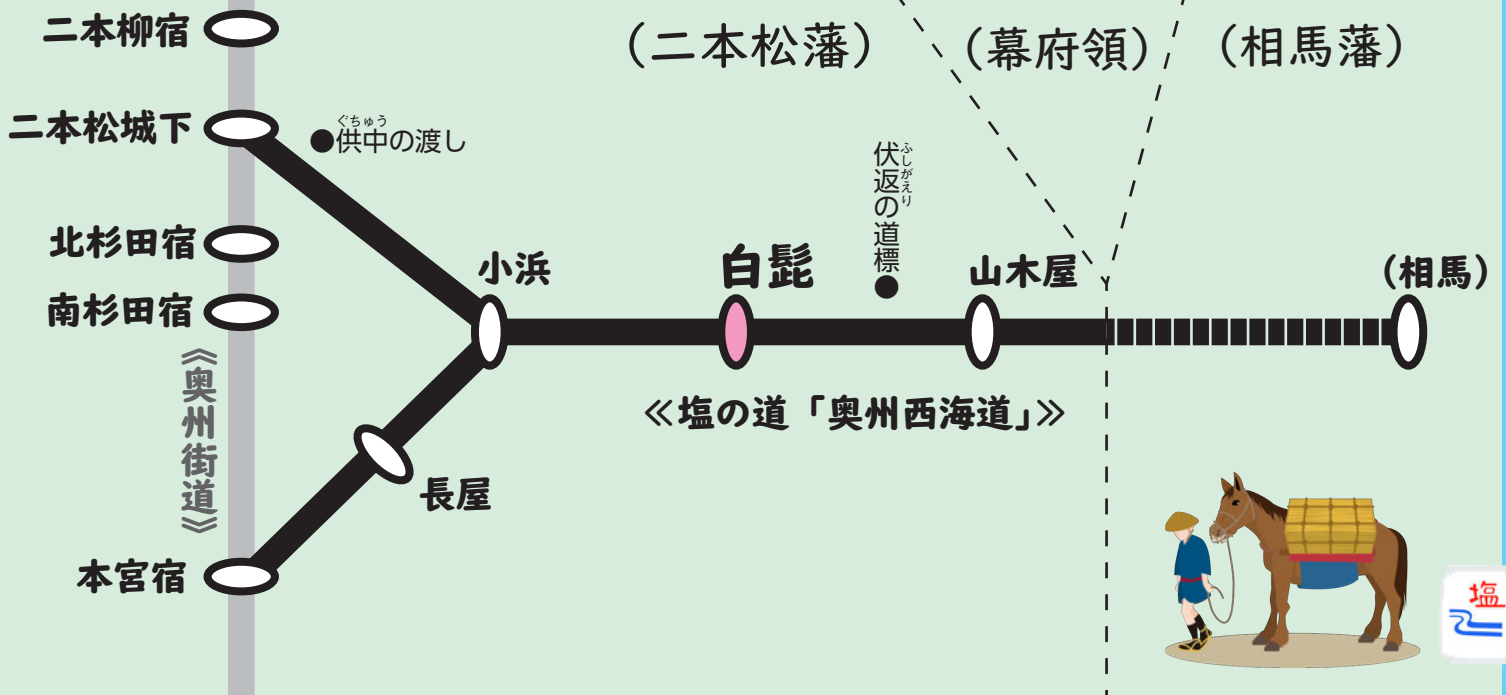 二本柳宿
(二本松藩)
(幕府領)
(相馬藩)
二本松城下
ぐちゅう
●供中の渡し
伏返の道標●
ふしがえり
北杉田宿
南杉田宿
小浜
白髭
山木屋
(相馬)
《奥州街道》
≪塩の道「奥州西海道」≫
長屋
本宮宿
塩